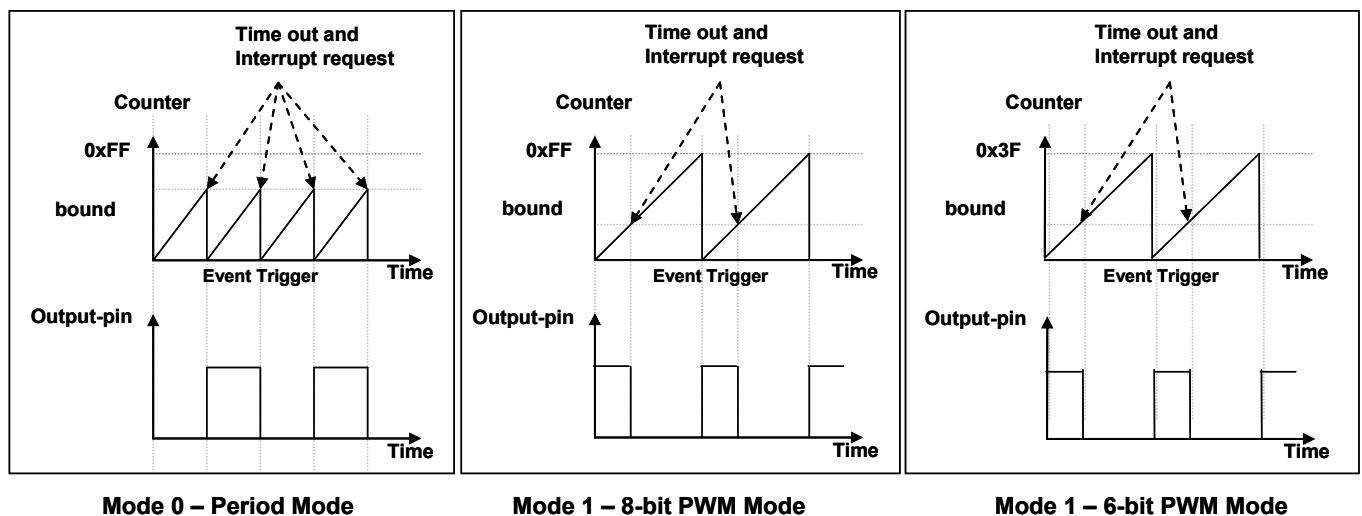 Time out and
Interrupt request
Counter
0xFF
bound
Time
Event Trigger
Output-pin
Time
Mode 0 – Period Mode
Time out and
Interrupt request
Counter
0xFF
bound
Time
Event Trigger
Output-pin
Time
Mode 1 – 8-bit PWM Mode
Time out and
Interrupt request
Counter
0x3F
bound
Time
Event Trigger
Output-pin
Time
Mode 1 – 6-bit PWM Mode